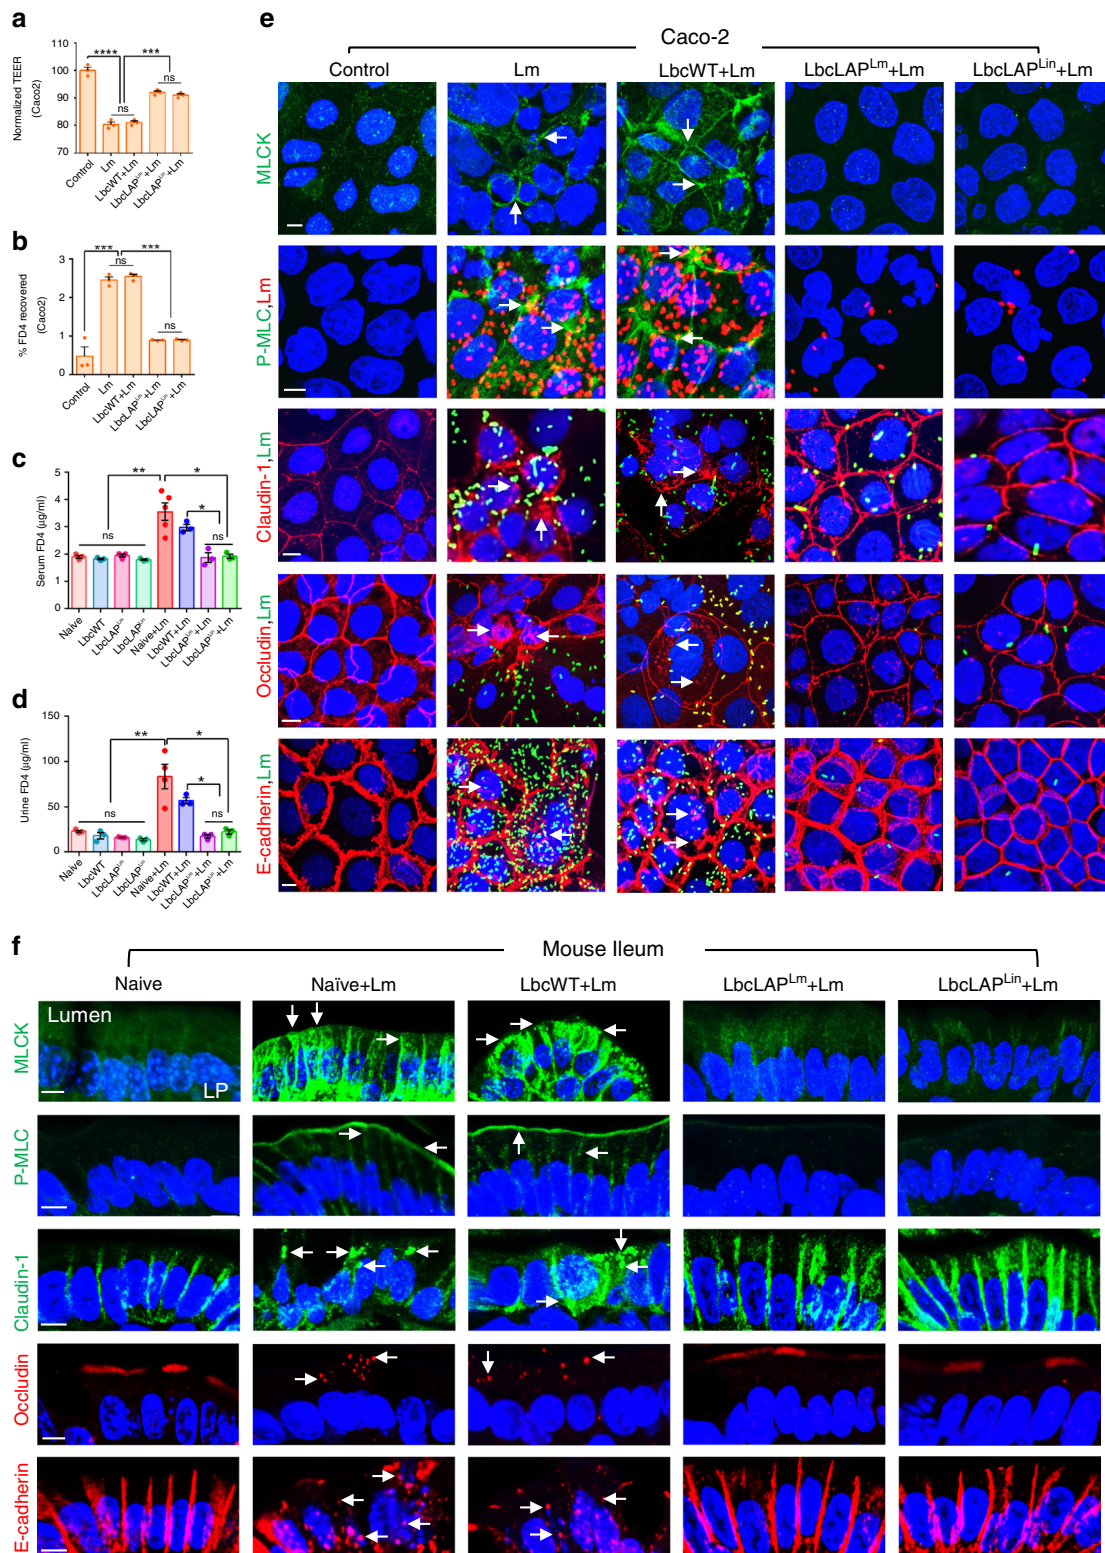 a
Normalized TEER
(Caco2)
110
100
90
80
70
****
***
ns
ns
Control
Lm
LbcWT+Lm
LbcLAP^Lin+Lm
LbcLAP^Lin+Lm
b
% FD4 recovered
(Caco2)
3
2
1
0
***
***
ns
ns
Control
Lm
LbcWT+Lm
LbcLAP^Lm+Lm
LbcLAP^Lin+Lm
c
Serum FD4 (µg/ml)
5
4
3
2
1
0
**
*
*
ns
ns
Naive
LbcWT
LbcLAP^Lm
LbcLAP^Lin
Naive+Lm
LbcWT+Lm
LbcLAP^Lm+Lm
LbcLAP^Lin+Lm
d
Urine FD4 (µg/ml)
150
100
50
0
**
*
*
ns
ns
Naive
LbcWT
LbcLAP^Lm
LbcLAP^Lin
Naive+Lm
LbcWT+Lm
LbcLAP^Lm+Lm
LbcLAP^Lin+Lm
e
Caco-2
Control
Lm
LbcWT+Lm
LbcLAP^Lm+Lm
LbcLAP^Lin+Lm
MLCK
P-MLC,Lm
Claudin-1,Lm
Occludin,Lm
E-cadherin,Lm
f
Mouse Ileum
Naive
Naïve+Lm
LbcWT+Lm
LbcLAP^Lm+Lm
LbcLAP^Lin+Lm
MLCK
Lumen
LP
P-MLC
Claudin-1
Occludin
E-cadherin